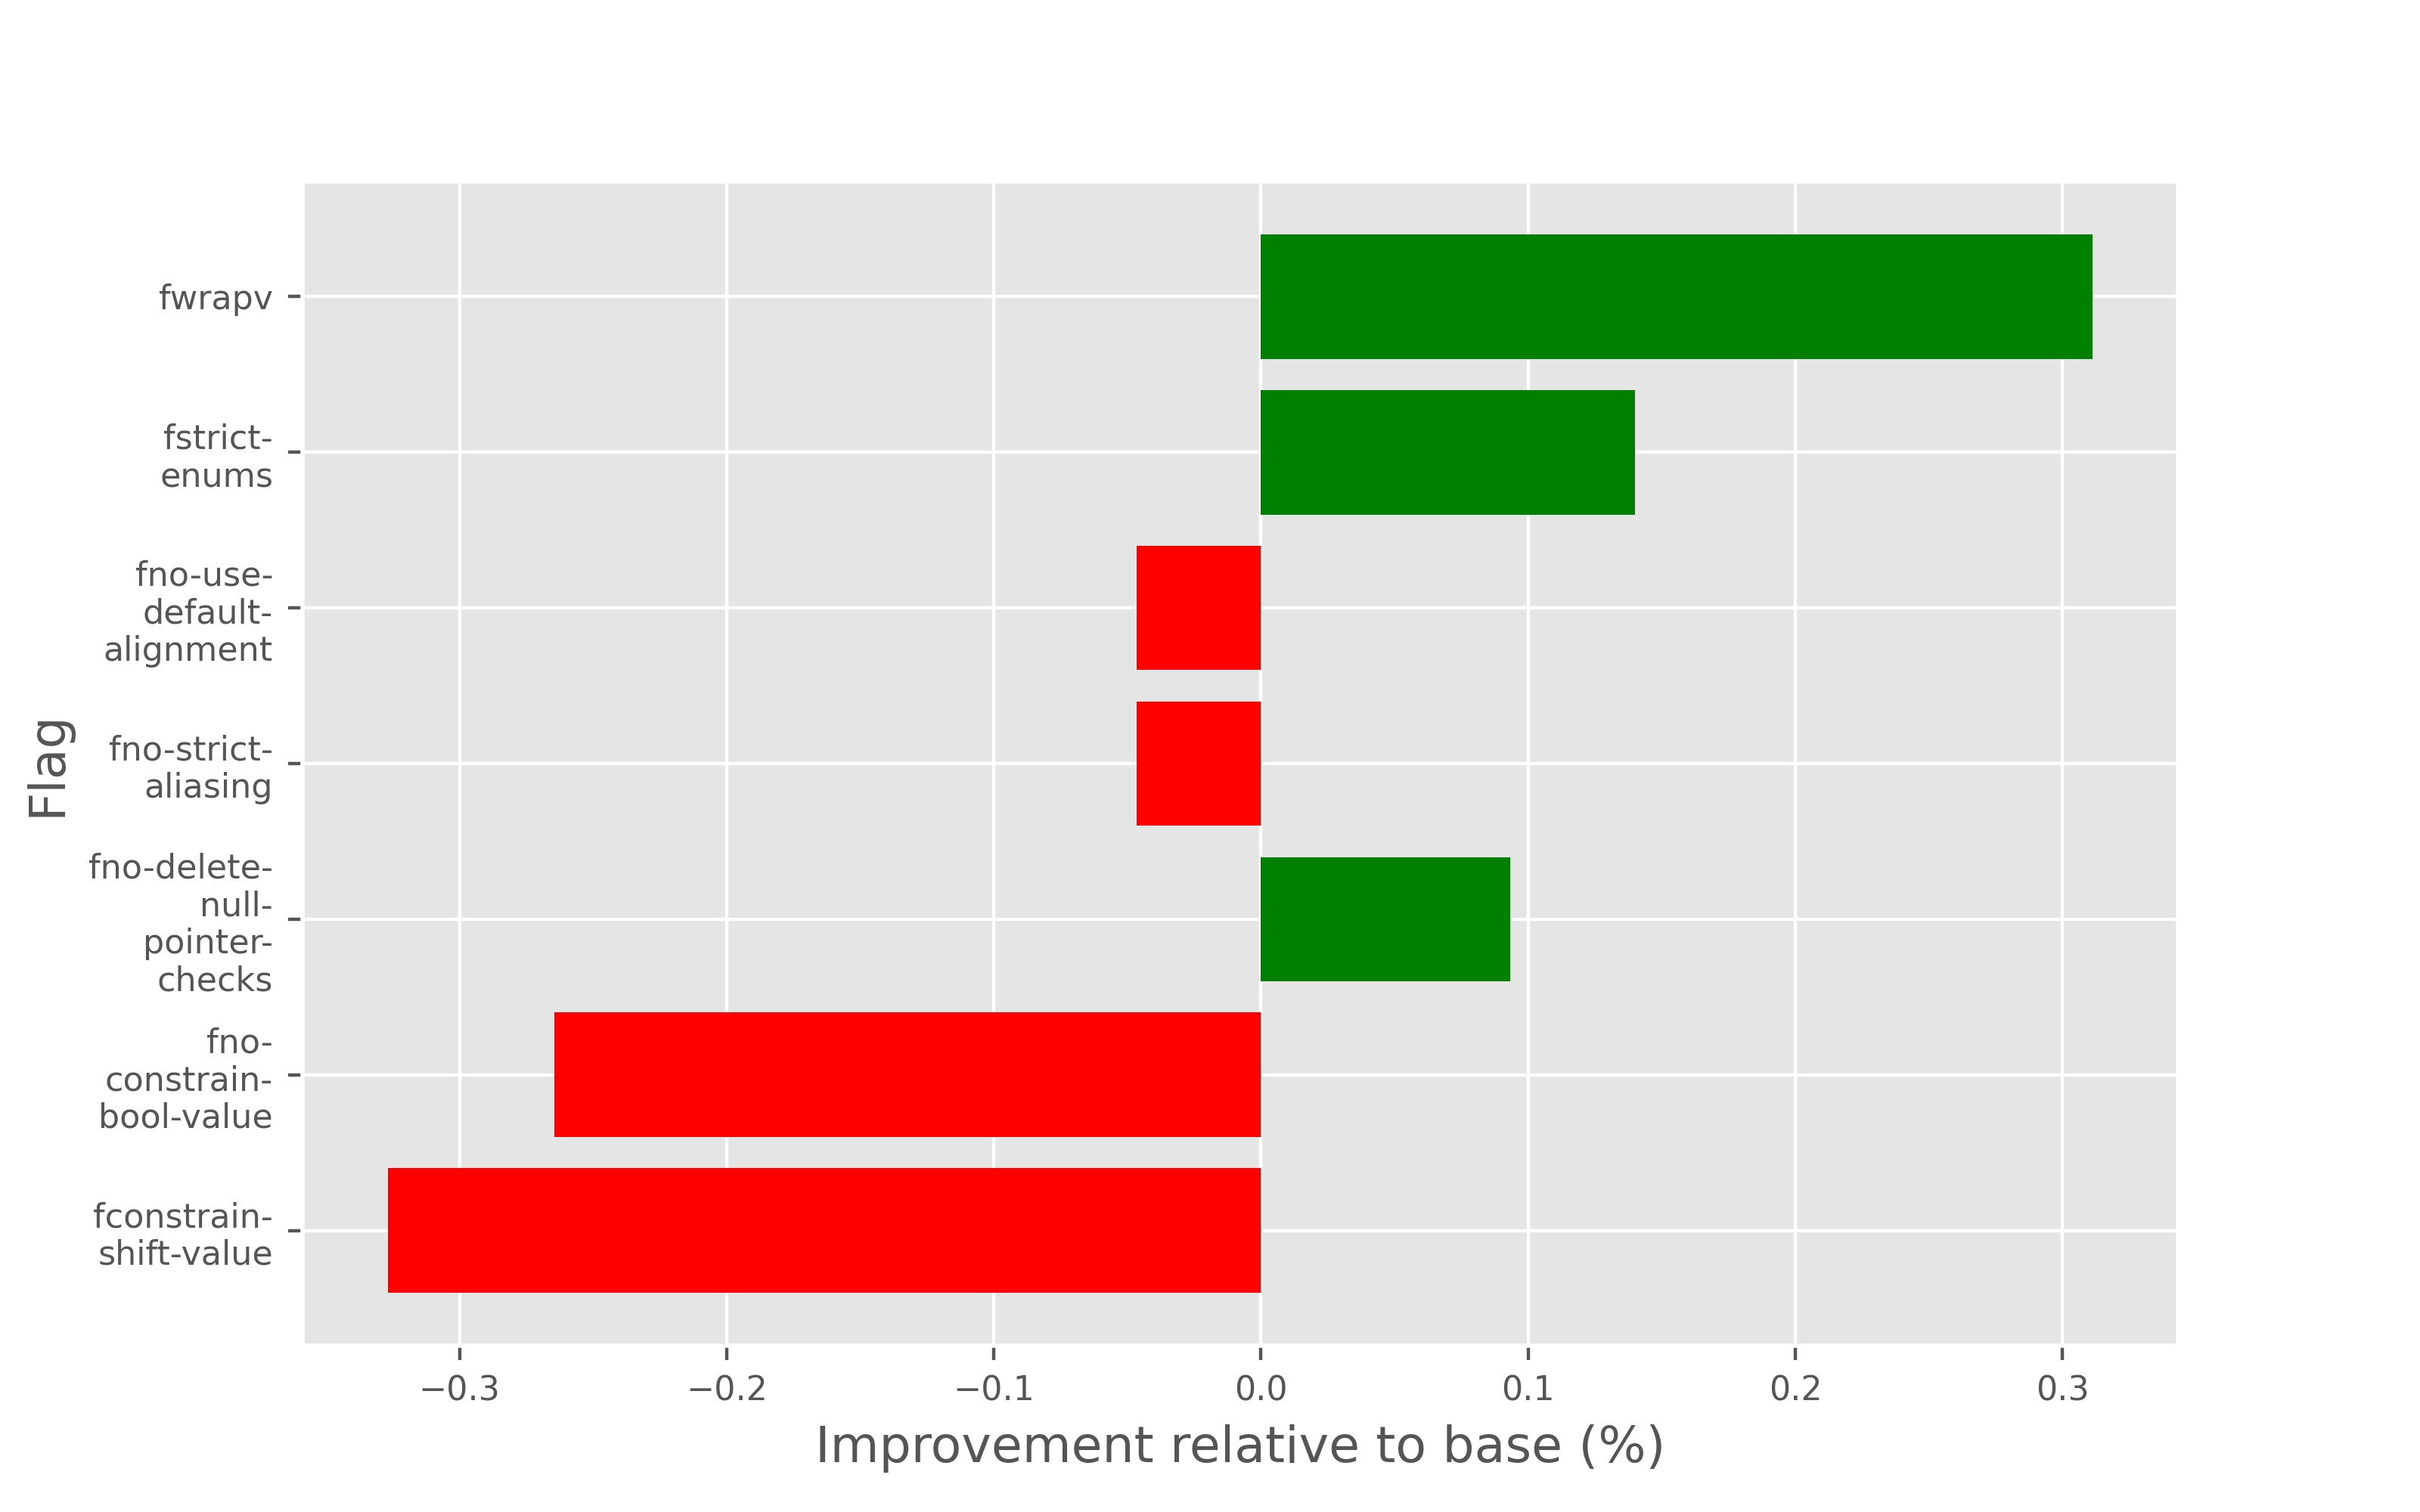 fwrapv
fstrict-
enums
fno-use-
default-
alignment
fno-strict-
aliasing
fno-delete-
null-
pointer-
checks
fno-
constrain-
bool-value
fconstrain-
shift-value
Flag
−0.3
−0.2
−0.1
0.0
0.1
0.2
0.3
Improvement relative to base (%)